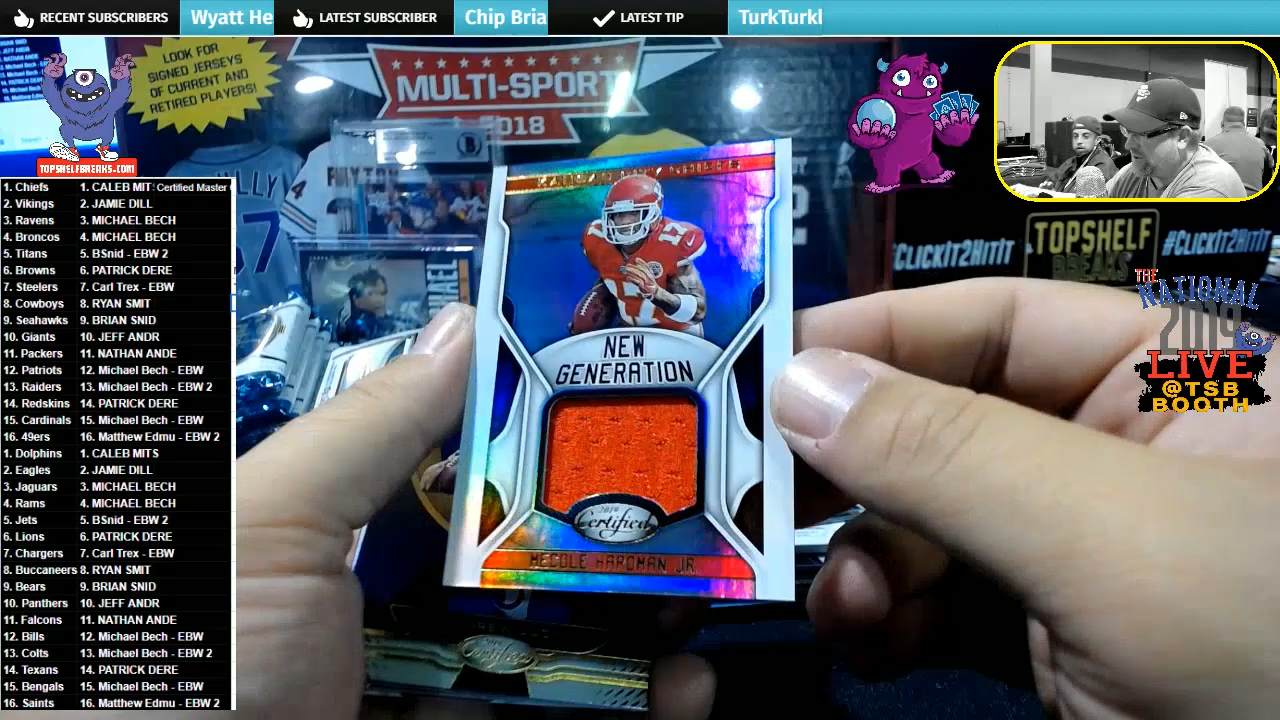 RECENT SUBSCRIBERS
Wyatt He
LATEST SUBSCRIBER
Chip Bria
LATEST TIP
TurkTurkl
LOOK FOR
SIGNED JERSEYS
OF CURRENT AND
RETIRED PLAYERS!
MULTI-SPORT
2018
TOPSHELFBREAKS.COM
1. Chiefs 1. CALEB MIT Certified Master
2. Vikings 2. JAMIE DILL
3. Ravens 3. MICHAEL BECH
4. Broncos 4. MICHAEL BECH
5. Titans 5. BSnid - EBW 2
6. Browns 6. PATRICK DERE
7. Steelers 7. Carl Trex - EBW
8. Cowboys 8. RYAN SMIT
9. Seahawks 9. BRIAN SNID
10. Giants 10. JEFF ANDR
11. Packers 11. NATHAN ANDE
12. Patriots 12. Michael Bech - EBW
13. Raiders 13. Michael Bech - EBW 2
14. Redskins 14. PATRICK DERE
15. Cardinals 15. Michael Bech - EBW
16. 49ers 16. Matthew Edmu - EBW 2
1. Dolphins 1. CALEB MITS
2. Eagles 2. JAMIE DILL
3. Jaguars 3. MICHAEL BECH
4. Rams 4. MICHAEL BECH
5. Jets 5. BSnid - EBW 2
6. Lions 6. PATRICK DERE
7. Chargers 7. Carl Trex - EBW
8. Buccaneers 8. RYAN SMIT
9. Bears 9. BRIAN SNID
10. Panthers 10. JEFF ANDR
11. Falcons 11. NATHAN ANDE
12. Bills 12. Michael Bech - EBW
13. Colts 13. Michael Bech - EBW 2
14. Texans 14. PATRICK DERE
15. Bengals 15. Michael Bech - EBW
16. Saints 16. Matthew Edmu - EBW 2
17
17
NEW
GENERATION
2019
Certified
MECOLE HARDMAN JR.
Certified
#CLICKIT2HITIT
TOPSHELF
BREAKS
#CLICKIT2HITIT
THE
NATIONAL
2019
LIVE
@TSB
BOOTH